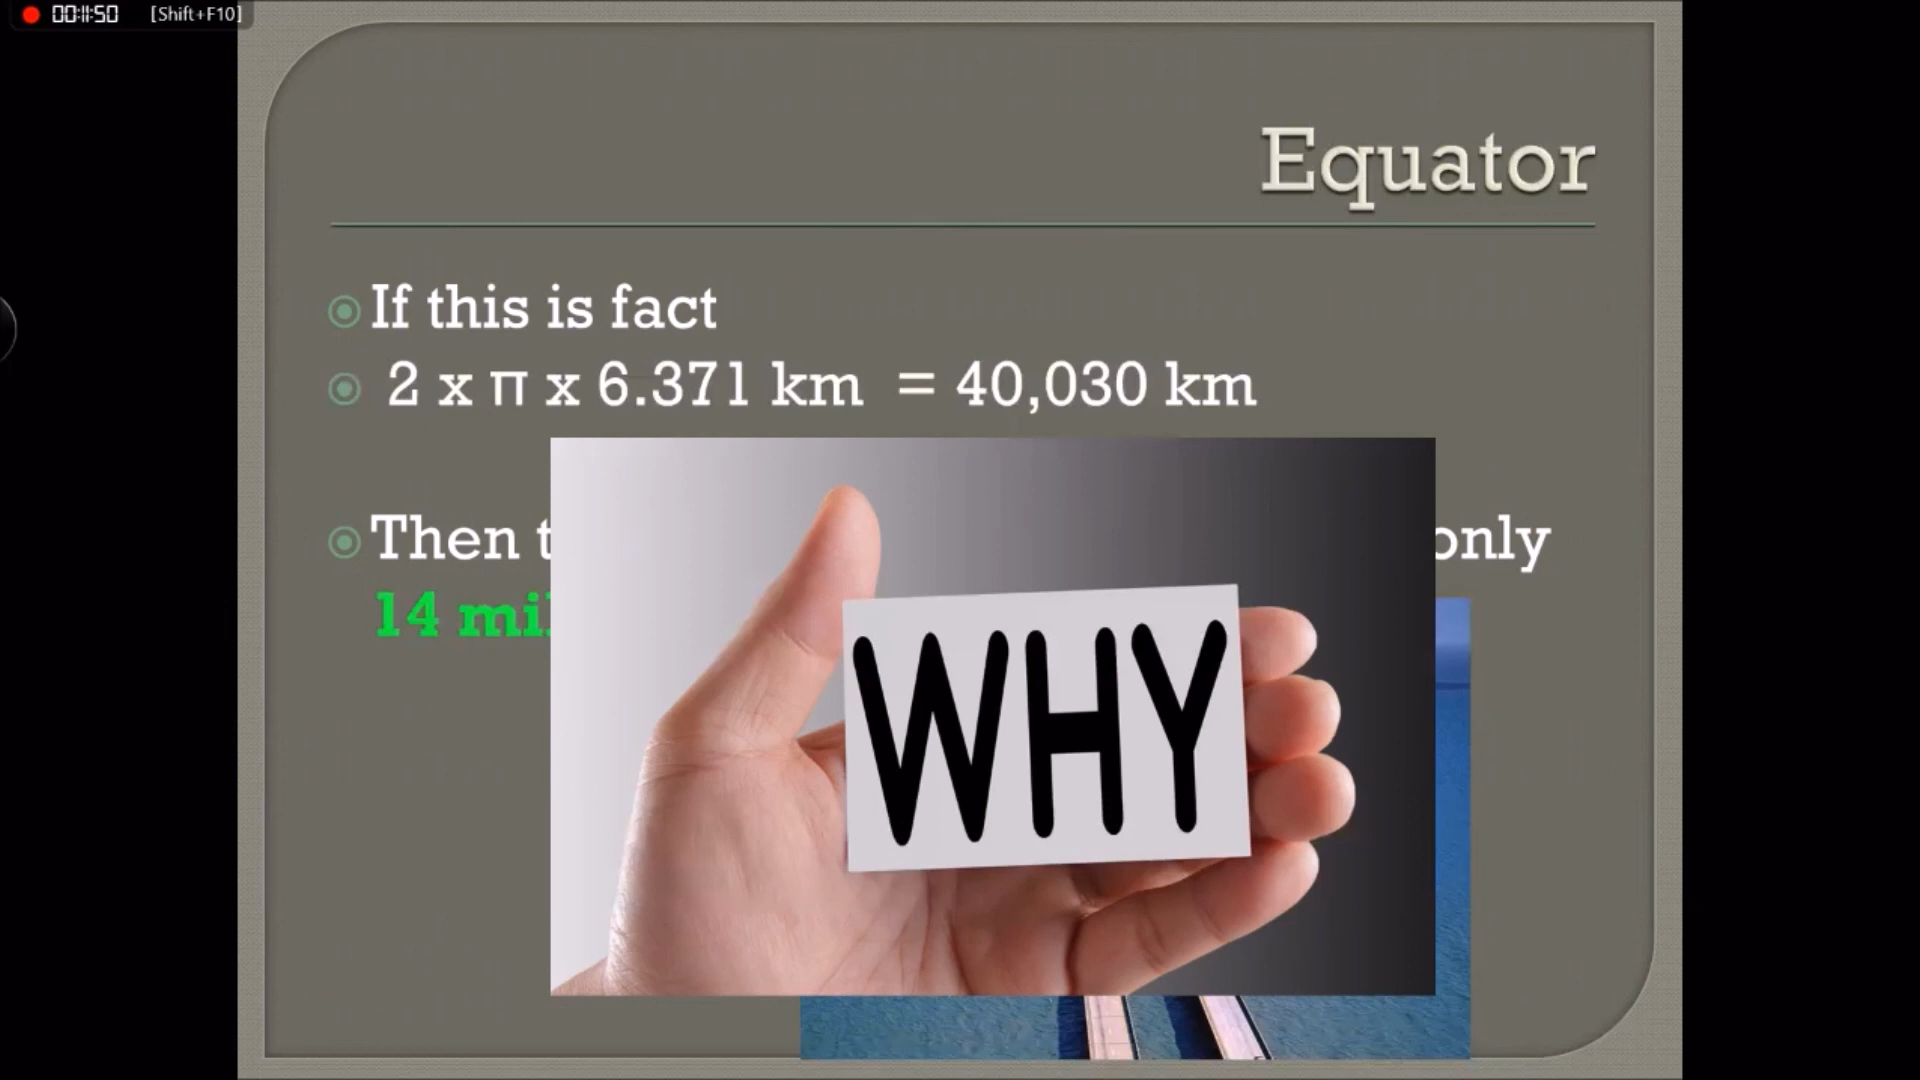 00:11:50 [Shift+F10]
Equator
If this is fact
2 x π x 6.371 km = 40,030 km
Then
only
14
WHY